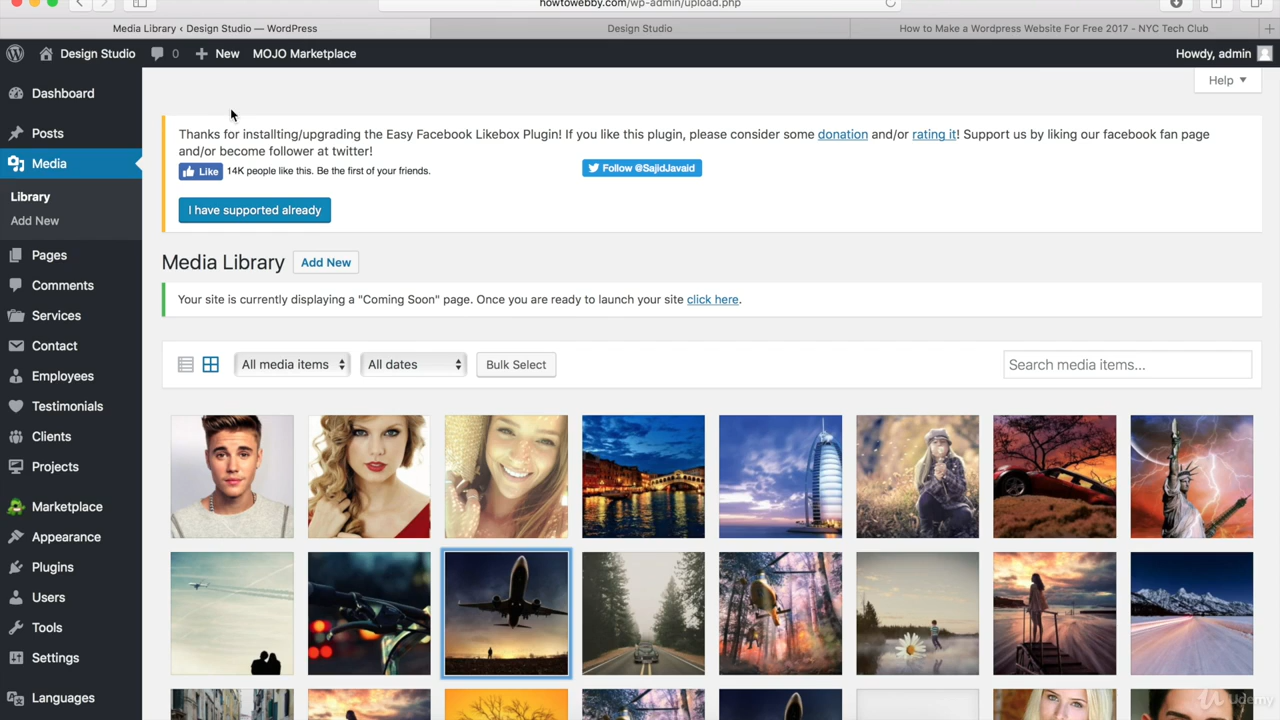 howtowebby.com/wp-admin/upload.php
Media Library ‹ Design Studio — WordPress
Design Studio
How to Make a Wordpress Website For Free 2017 - NYC Tech Club
Design Studio
0
New
MOJO Marketplace
Howdy, admin
Help
Dashboard
Posts
Media
Library
Add New
Pages
Comments
Services
Contact
Employees
Testimonials
Clients
Projects
Marketplace
Appearance
Plugins
Users
Tools
Settings
Languages
Thanks for installting/upgrading the Easy Facebook Likebox Plugin! If you like this plugin, please consider some donation and/or rating it! Support us by liking our facebook fan page
and/or become follower at twitter!
Like
14K people like this. Be the first of your friends.
Follow @SajidJavaid
I have supported already
Media Library
Add New
Your site is currently displaying a "Coming Soon" page. Once you are ready to launch your site click here.
All media items
All dates
Bulk Select
Search media items...
Udemy